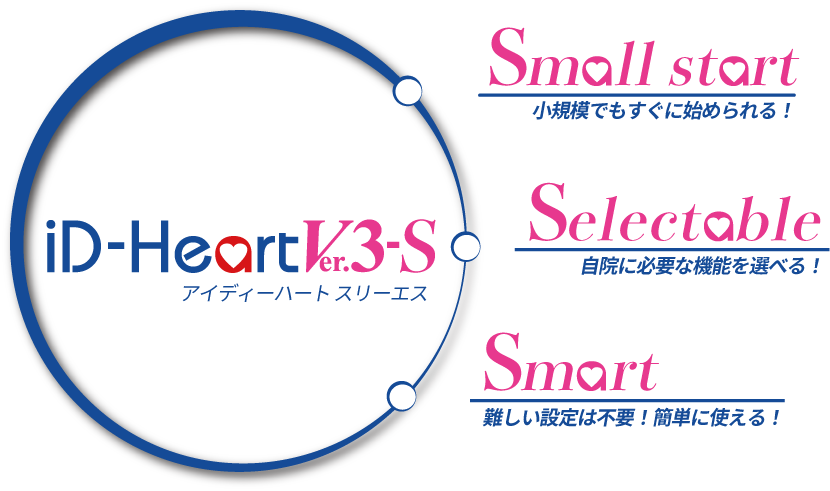 iD-Heart Ver.3-S
アイディーハート スリーエス
Small start
小規模でもすぐに始められる！
Selectable
自院に必要な機能を選べる！
Smart
難しい設定は不要！簡単に使える！